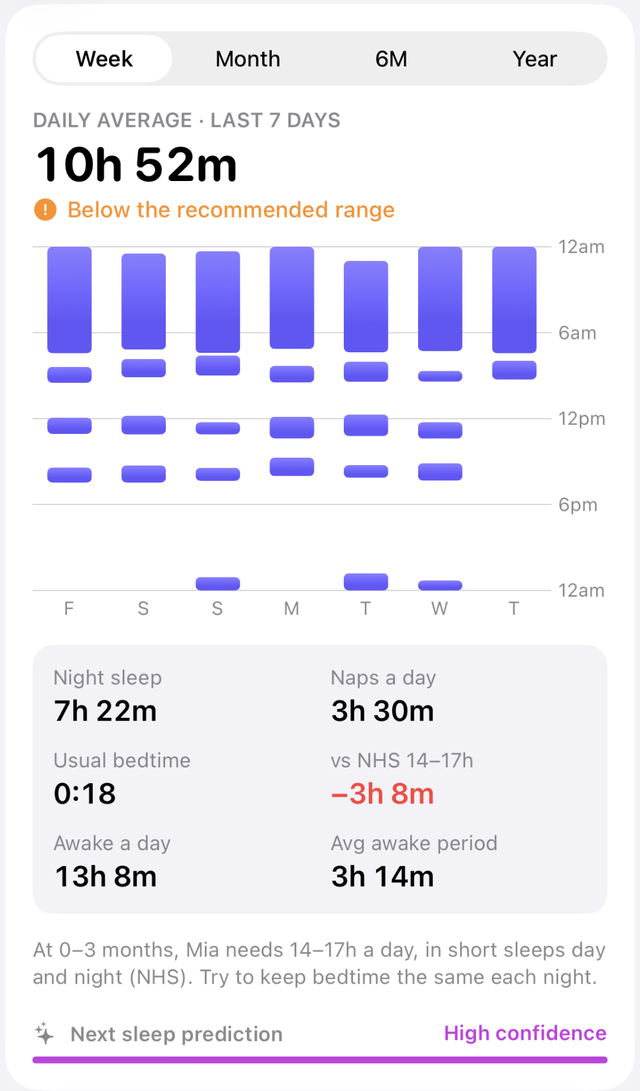 Week Month 6M Year
DAILY AVERAGE · LAST 7 DAYS
10h 52m
! Below the recommended range
12am
6am
12pm
6pm
12am
F S S M T W T
Night sleep Naps a day
7h 22m 3h 30m
Usual bedtime vs NHS 14–17h
0:18 −3h 8m
Awake a day Avg awake period
13h 8m 3h 14m
At 0–3 months, Mia needs 14–17h a day, in short sleeps day
and night (NHS). Try to keep bedtime the same each night.
Next sleep prediction High confidence